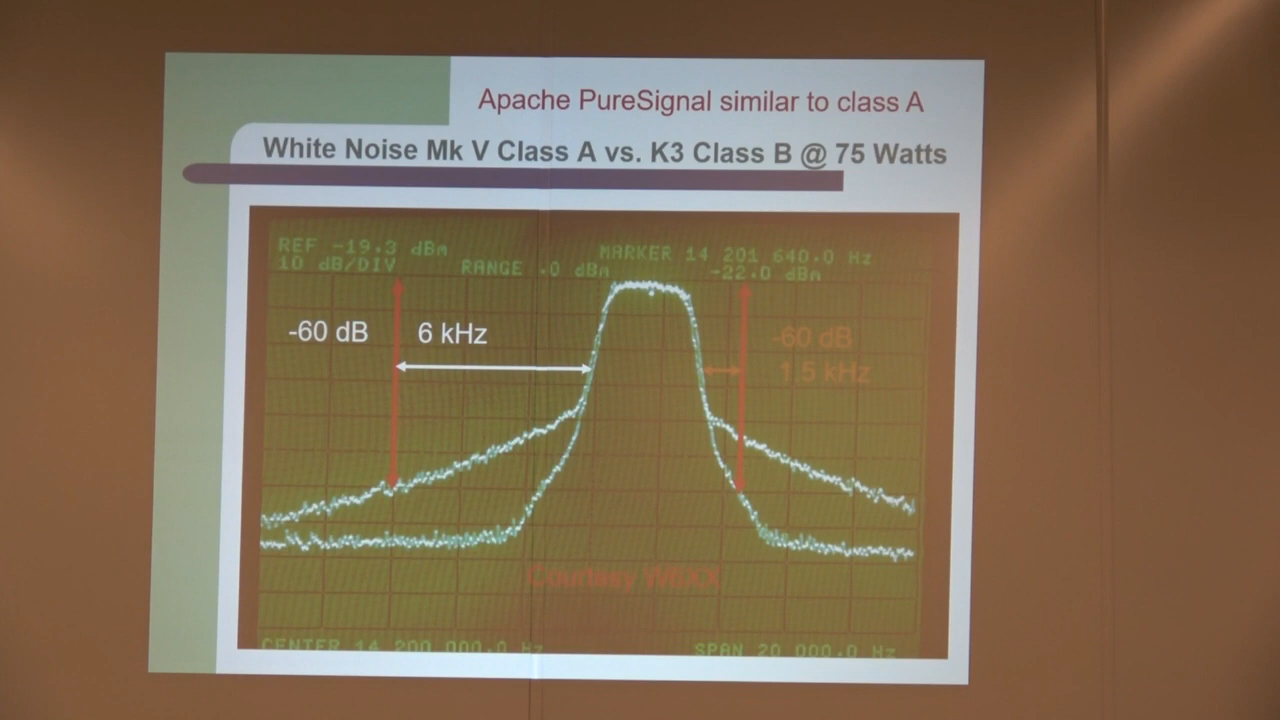 Apache PureSignal similar to class A
White Noise Mk V Class A vs. K3 Class B @ 75 Watts
REF -19.3 dBm
10 dB/DIV
RANGE .0 dBm
MARKER 14 201 640.0 Hz
-22.0 dBm
-60 dB
6 kHz
-60 dB
1.5 kHz
Courtesy W6XX
CENTER 14 200 000.0 Hz
SPAN 20 000.0 Hz